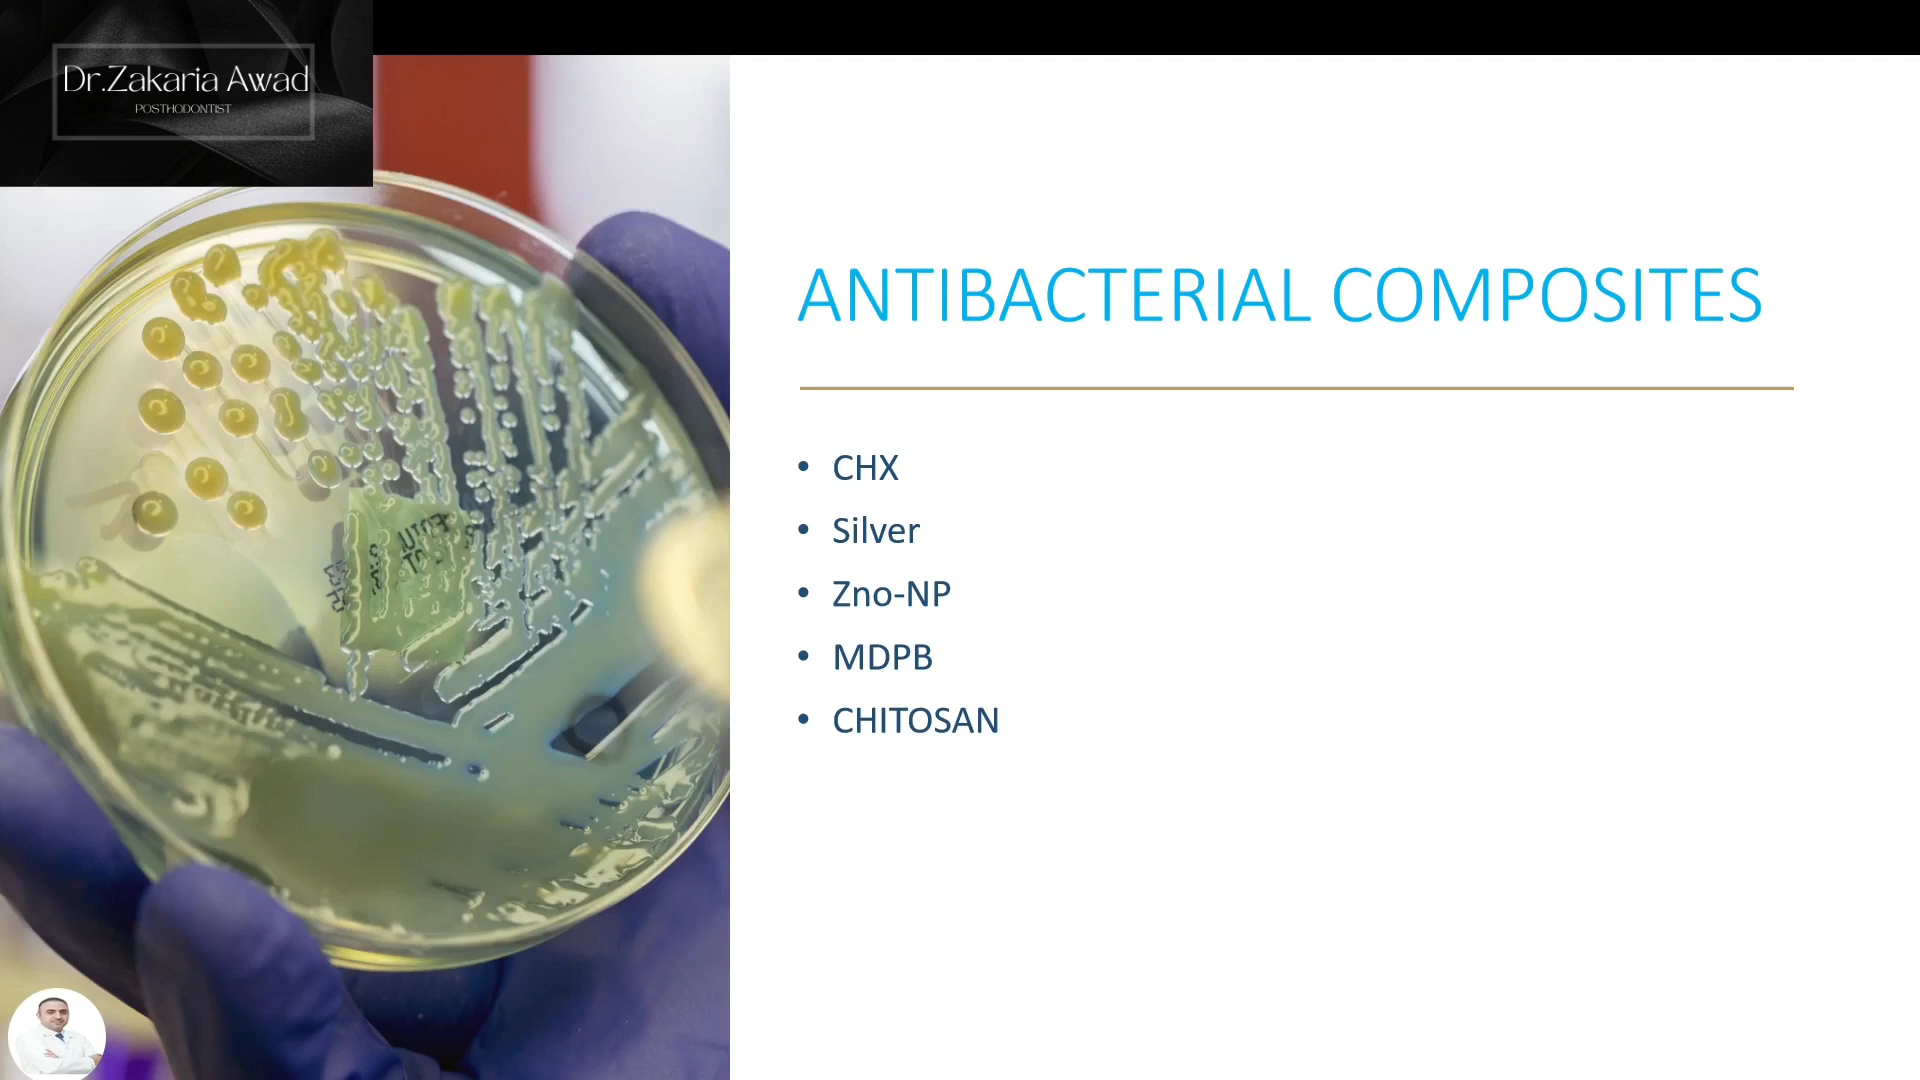 Dr.Zakaria Awad
POSTHODONTIST
ANTIBACTERIAL COMPOSITES
• CHX
• Silver
• Zno-NP
• MDPB
• CHITOSAN